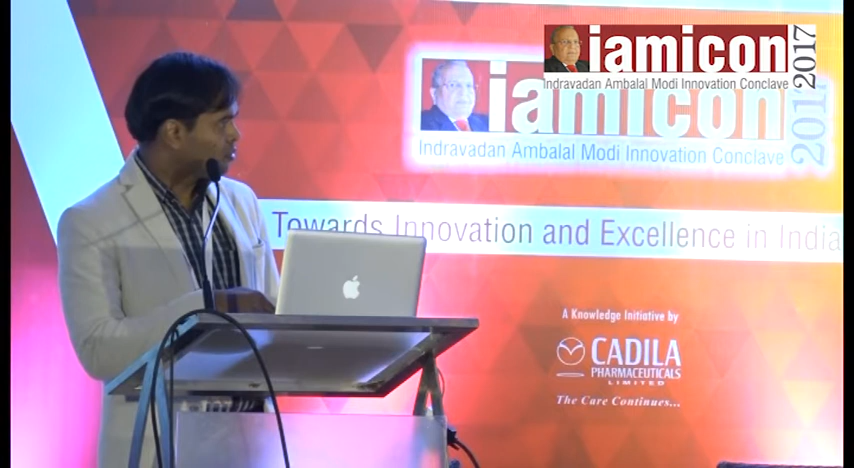 iamicon 2017
Indravadan Ambalal Modi Innovation Conclave
iamicon 2017
Indravadan Ambalal Modi Innovation Conclave
Towards Innovation and Excellence in India
A Knowledge Initiative by
CADILA
PHARMACEUTICALS
LIMITED
The Care Continues...